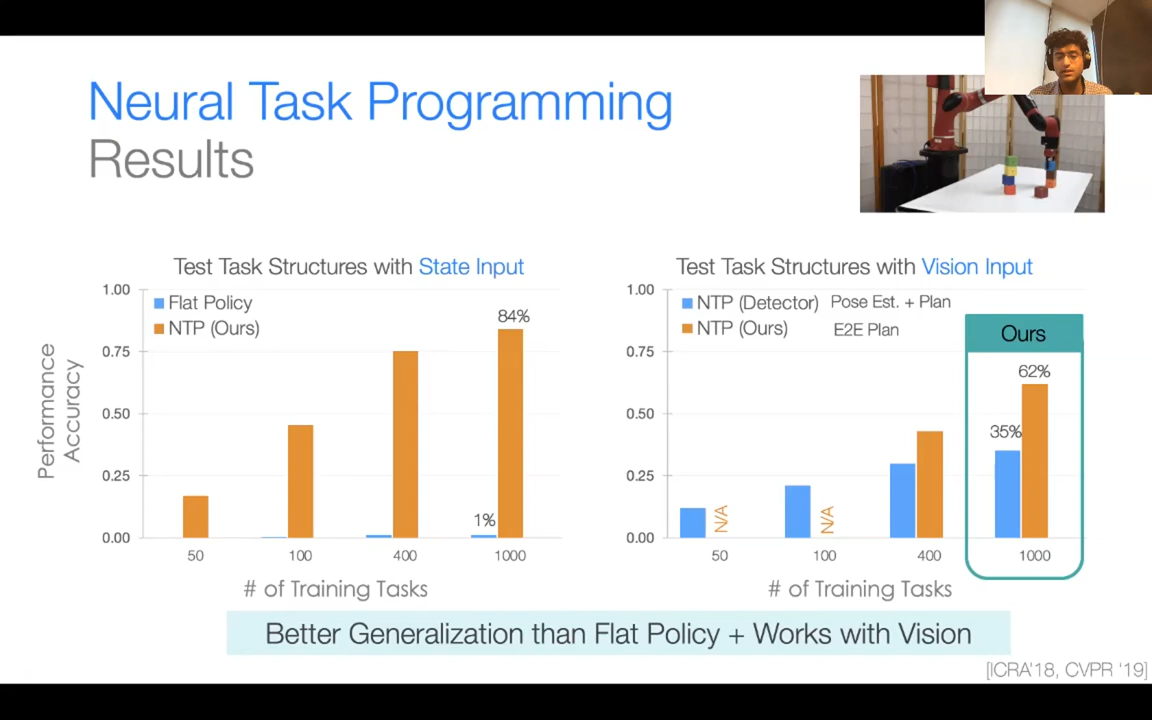 Neural Task Programming
Results
Test Task Structures with State Input
Performance
Accuracy
1.00
0.75
0.50
0.25
0.00
Flat Policy
NTP (Ours)
84%
1%
50
100
400
1000
# of Training Tasks
Test Task Structures with Vision Input
1.00
0.75
0.50
0.25
0.00
NTP (Detector) Pose Est. + Plan
NTP (Ours) E2E Plan
Ours
62%
35%
N/A
N/A
50
100
400
1000
# of Training Tasks
Better Generalization than Flat Policy + Works with Vision
[ICRA'18, CVPR '19]